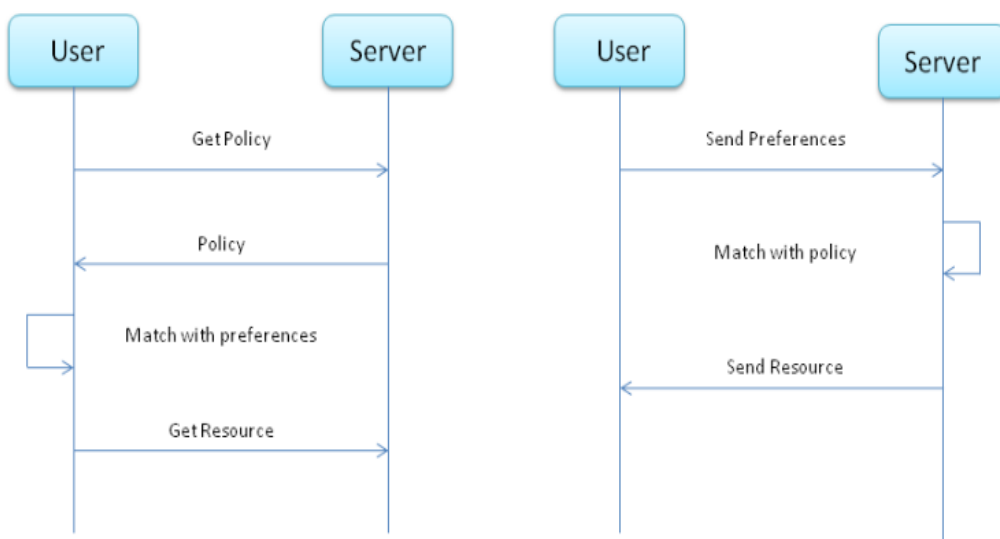 User
Server
Get Policy
Policy
Match with preferences
Get Resource
User
Server
Send Preferences
Match with policy
Send Resource